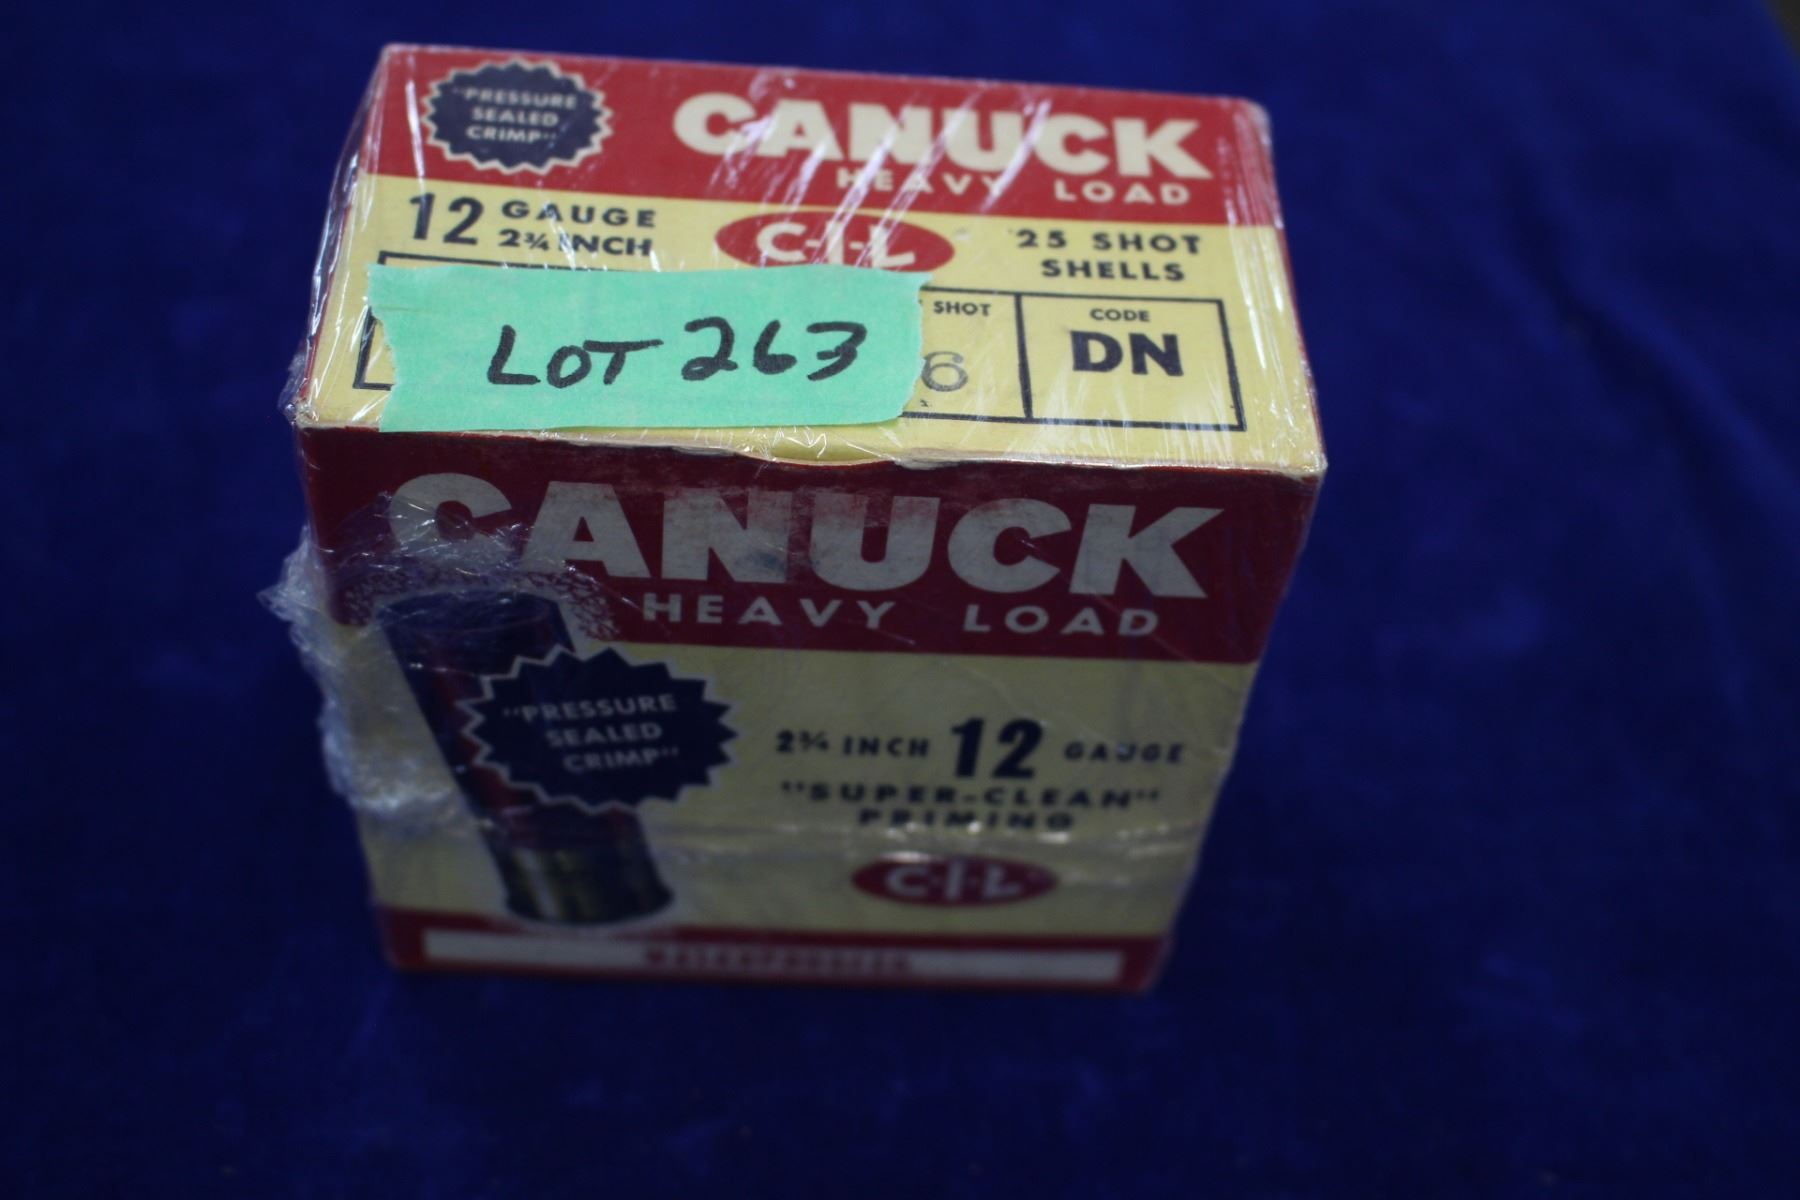 "PRESSURE
SEALED
CRIMP"
CANUCK
HEAVY LOAD
12 GAUGE
2¾ INCH
C-I-L
25 SHOT
SHELLS
LOT 263
SHOT
6
CODE
DN
CANUCK
HEAVY LOAD
"PRESSURE
SEALED
CRIMP"
2¾ INCH 12 GAUGE
"SUPER-CLEAN"
PRIMING
C-I-L